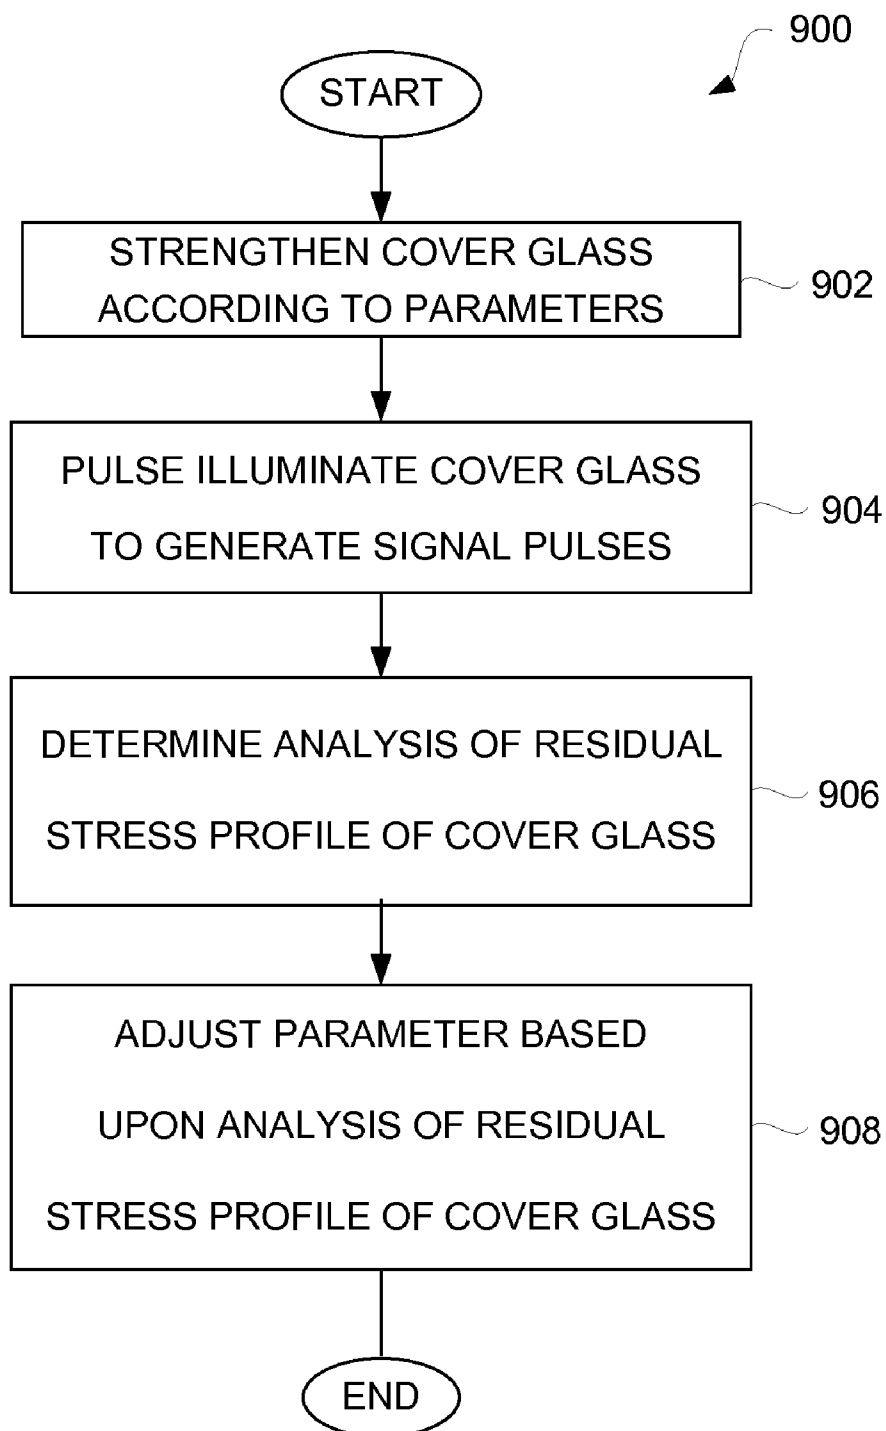 900
START
STRENGTHEN COVER GLASS
ACCORDING TO PARAMETERS
902
PULSE ILLUMINATE COVER GLASS
TO GENERATE SIGNAL PULSES
904
DETERMINE ANALYSIS OF RESIDUAL
STRESS PROFILE OF COVER GLASS
906
ADJUST PARAMETER BASED
UPON ANALYSIS OF RESIDUAL
STRESS PROFILE OF COVER GLASS
908
END